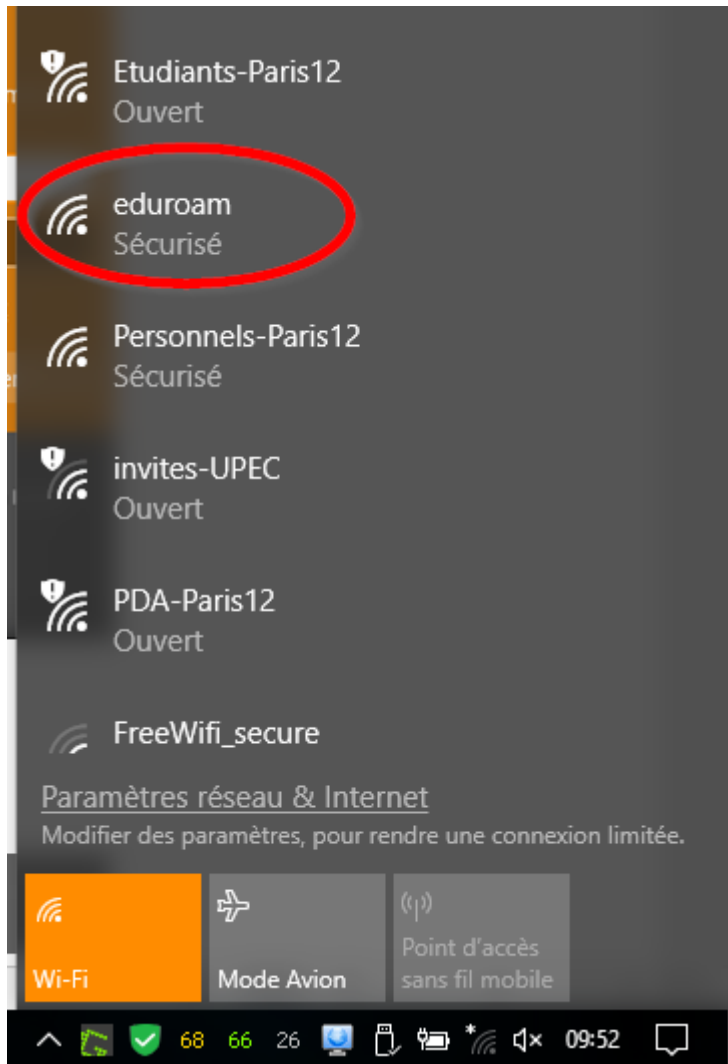 Etudiants-Paris12
Ouvert
eduroam
Sécurisé
Personnels-Paris12
Sécurisé
invites-UPEC
Ouvert
PDA-Paris12
Ouvert
FreeWifi_secure
Paramètres réseau & Internet
Modifier des paramètres, pour rendre une connexion limitée.
Wi-Fi
Mode Avion
Point d'accès
sans fil mobile
68 66 26 09:52